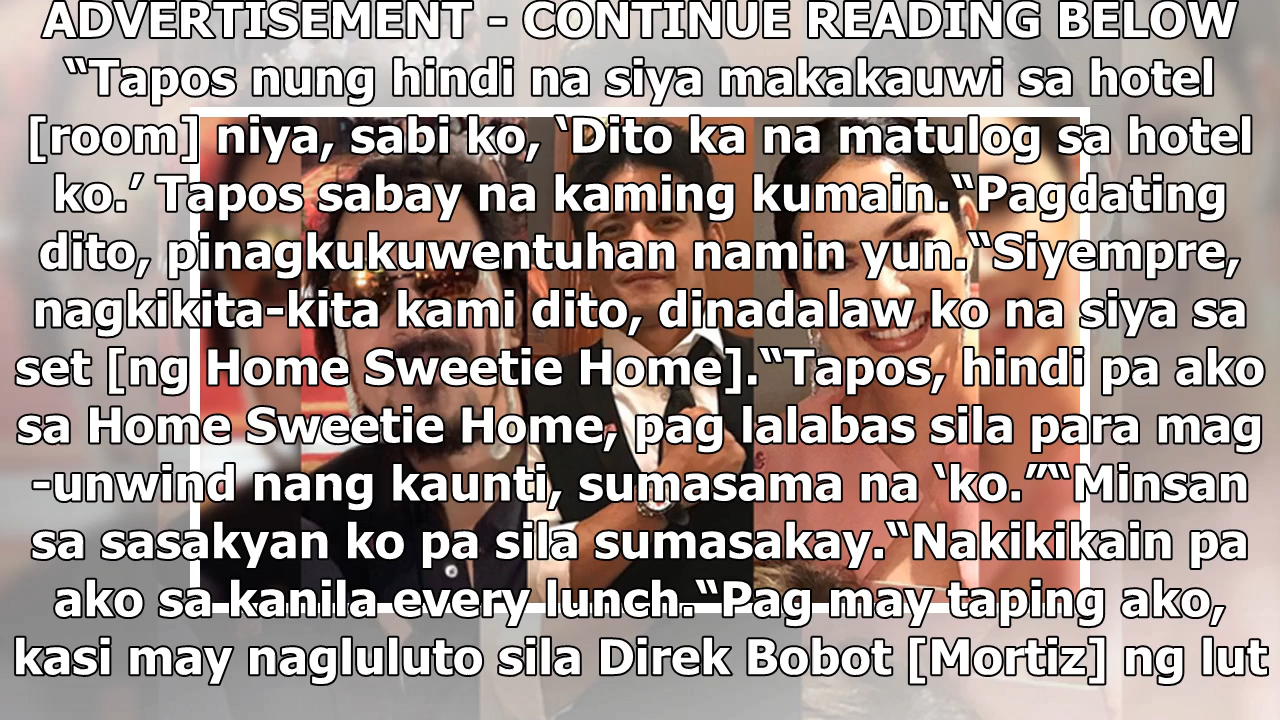 ADVERTISEMENT - CONTINUE READING BELOW
“Tapos nung hindi na siya makakauwi sa hotel
[room] niya, sabi ko, ‘Dito ka na matulog sa hotel
ko.’ Tapos sabay na kaming kumain.“Pagdating
dito, pinagkukuwentuhan namin yun.“Siyempre,
nagkikita-kita kami dito, dinadalaw ko na siya sa
set [ng Home Sweetie Home].“Tapos, hindi pa ako
sa Home Sweetie Home, pag lalabas sila para mag
-unwind nang kaunti, sumasama na ‘ko.”“Minsan
sa sasakyan ko pa sila sumasakay.“Nakikikain pa
ako sa kanila every lunch.“Pag may taping ako,
kasi may nagluluto sila Direk Bobot [Mortiz] ng lut